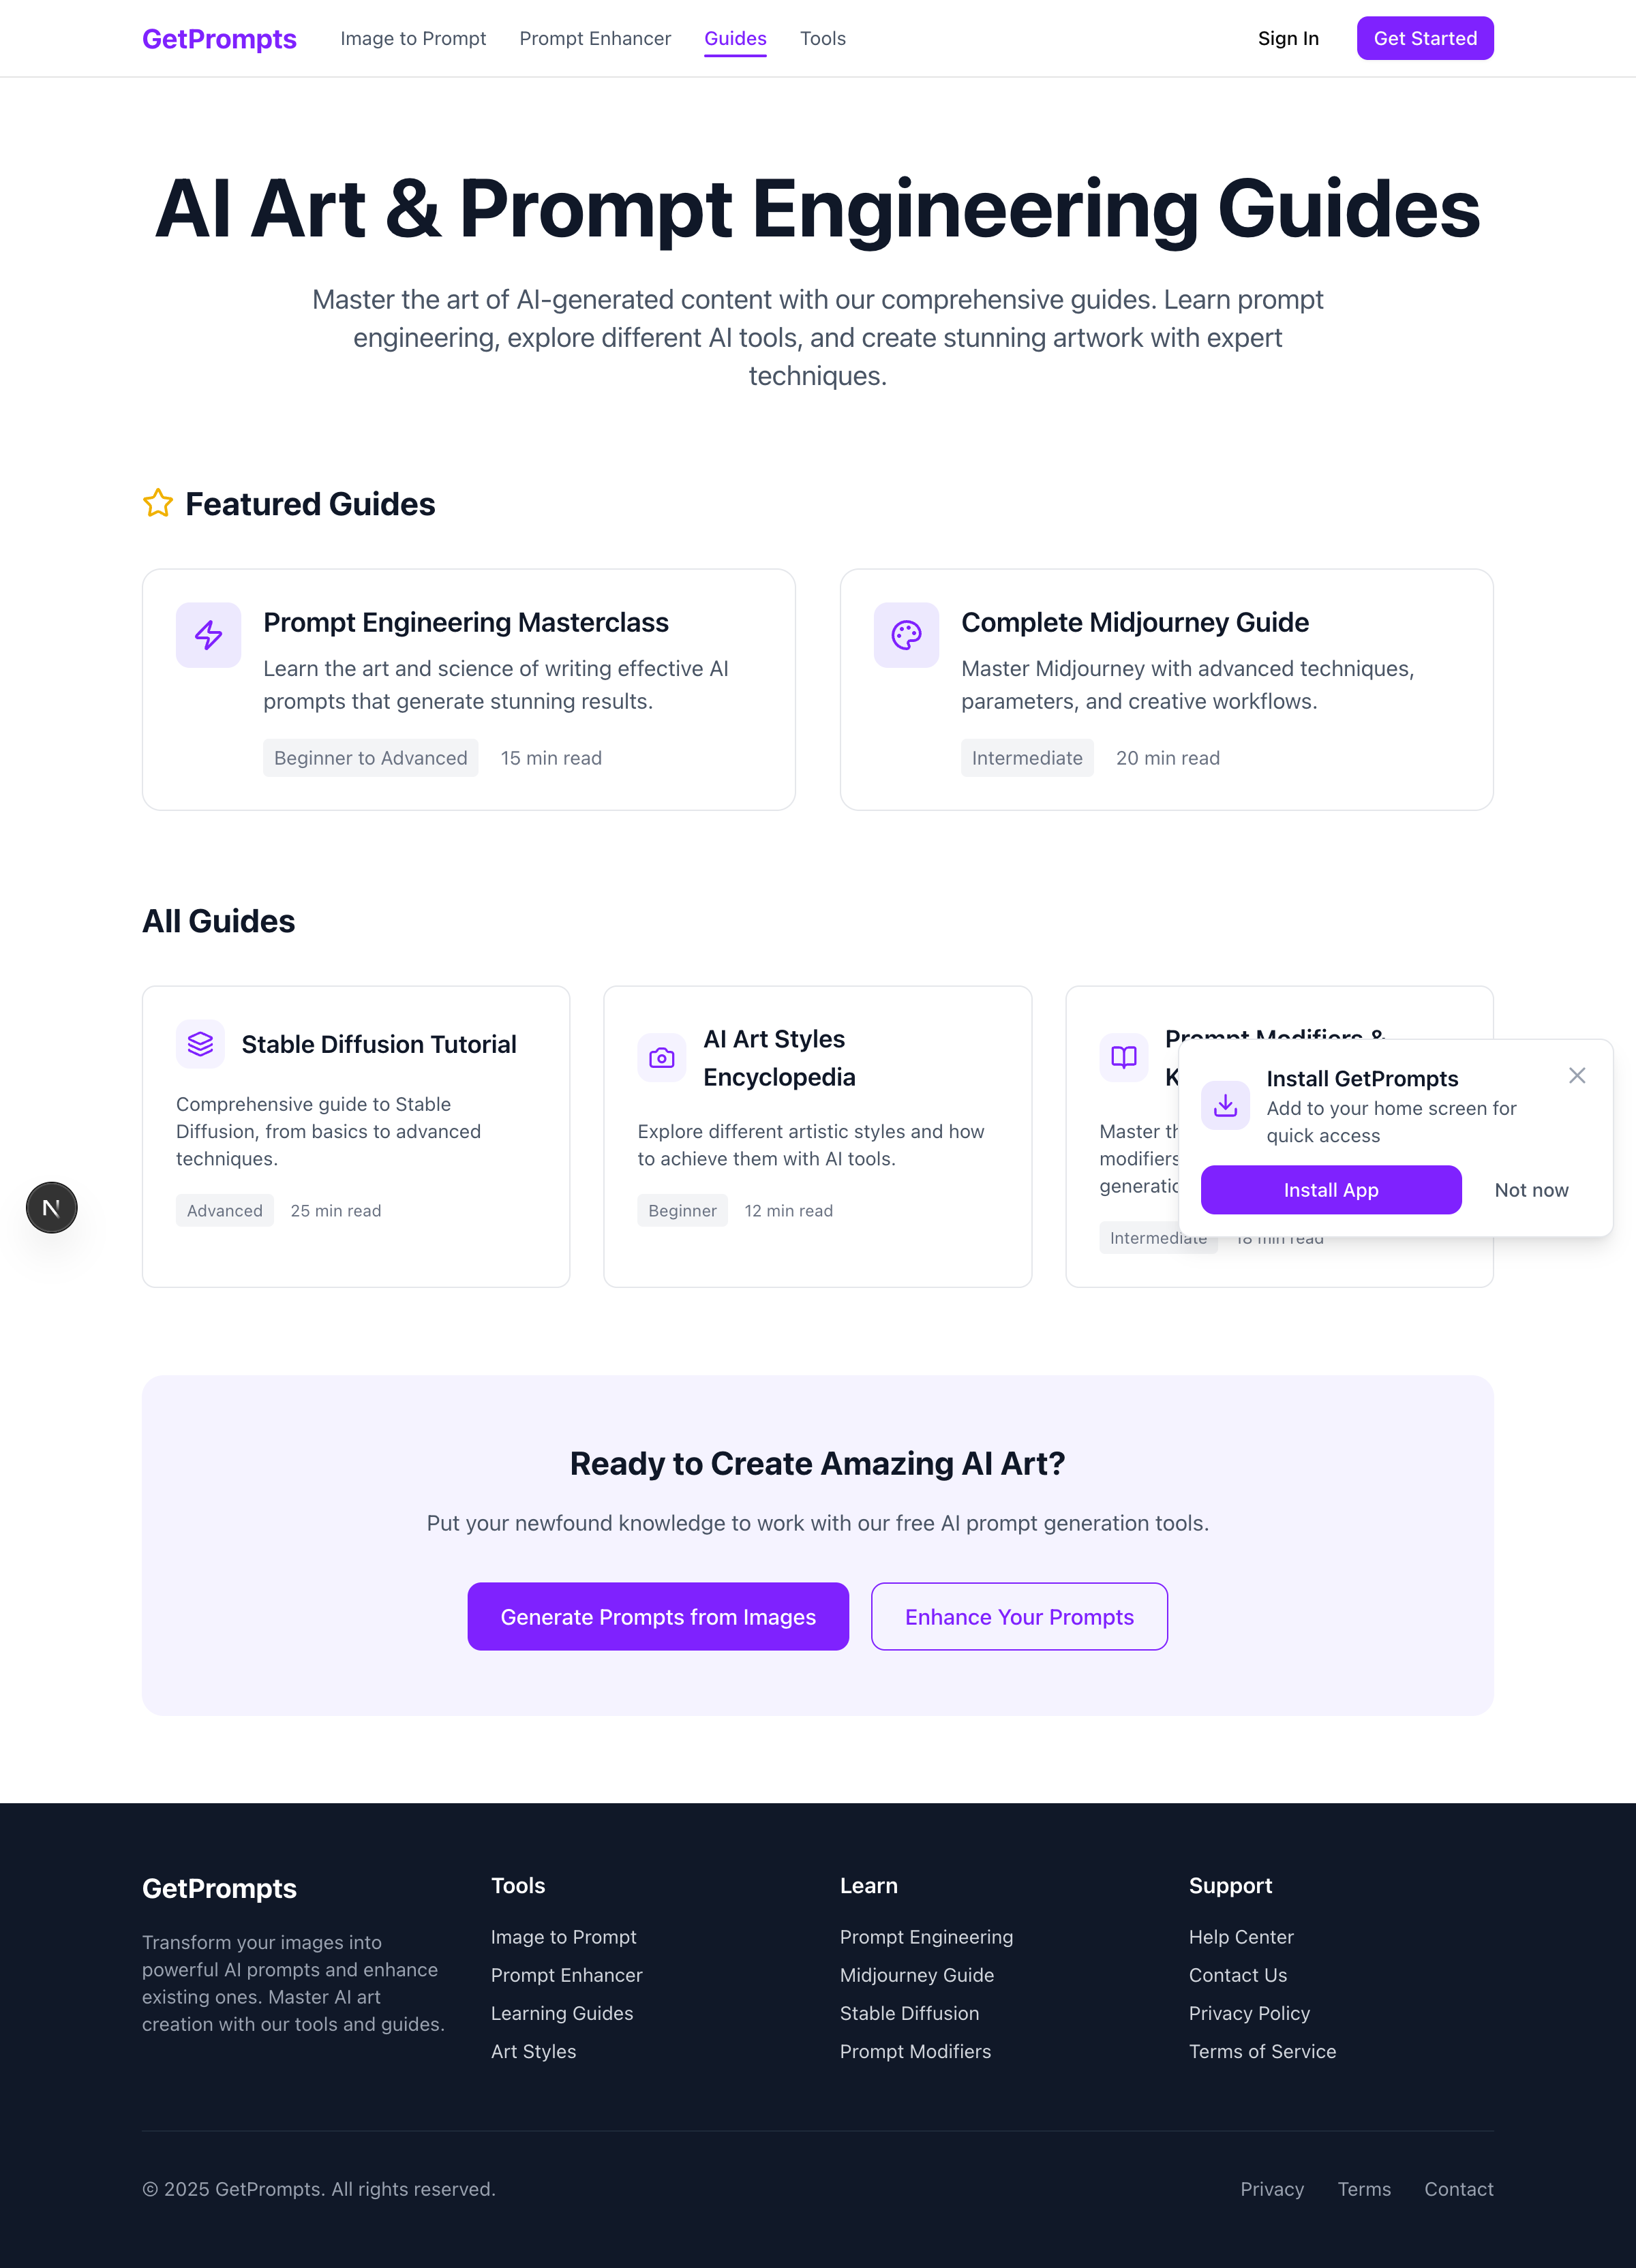 GetPrompts
Image to Prompt
Prompt Enhancer
Guides
Tools
Sign In
Get Started
AI Art & Prompt Engineering Guides
Master the art of AI-generated content with our comprehensive guides. Learn prompt
engineering, explore different AI tools, and create stunning artwork with expert
techniques.
Featured Guides
Prompt Engineering Masterclass
Learn the art and science of writing effective AI
prompts that generate stunning results.
Beginner to Advanced
15 min read
Complete Midjourney Guide
Master Midjourney with advanced techniques,
parameters, and creative workflows.
Intermediate
20 min read
All Guides
Stable Diffusion Tutorial
Comprehensive guide to Stable
Diffusion, from basics to advanced
techniques.
Advanced
25 min read
AI Art Styles
Encyclopedia
Explore different artistic styles and how
to achieve them with AI tools.
Beginner
12 min read
Prompt Modifiers &
Master
modifiers
Intermediate
18 min read
Install GetPrompts
Add to your home screen for
quick access
Install App
Not now
N
Ready to Create Amazing AI Art?
Put your newfound knowledge to work with our free AI prompt generation tools.
Generate Prompts from Images
Enhance Your Prompts
GetPrompts
Transform your images into
powerful AI prompts and enhance
existing ones. Master AI art
creation with our tools and guides.
Tools
Image to Prompt
Prompt Enhancer
Learning Guides
Art Styles
Learn
Prompt Engineering
Midjourney Guide
Stable Diffusion
Prompt Modifiers
Support
Help Center
Contact Us
Privacy Policy
Terms of Service
© 2025 GetPrompts. All rights reserved.
Privacy
Terms
Contact